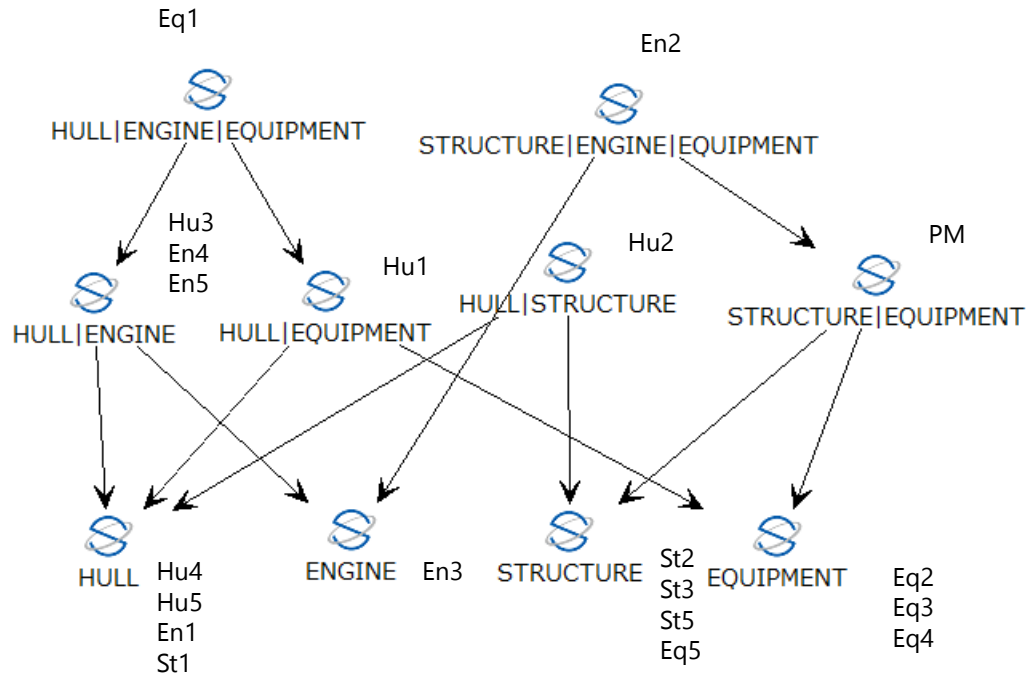 Eq1
En2
HULL|ENGINE|EQUIPMENT
STRUCTURE|ENGINE|EQUIPMENT
Hu3
En4
En5
Hu1
Hu2
PM
HULL|ENGINE
HULL|EQUIPMENT
HULL|STRUCTURE
STRUCTURE|EQUIPMENT
HULL
Hu4
Hu5
En1
St1
ENGINE
En3
STRUCTURE
St2
St3
St5
Eq5
EQUIPMENT
Eq2
Eq3
Eq4